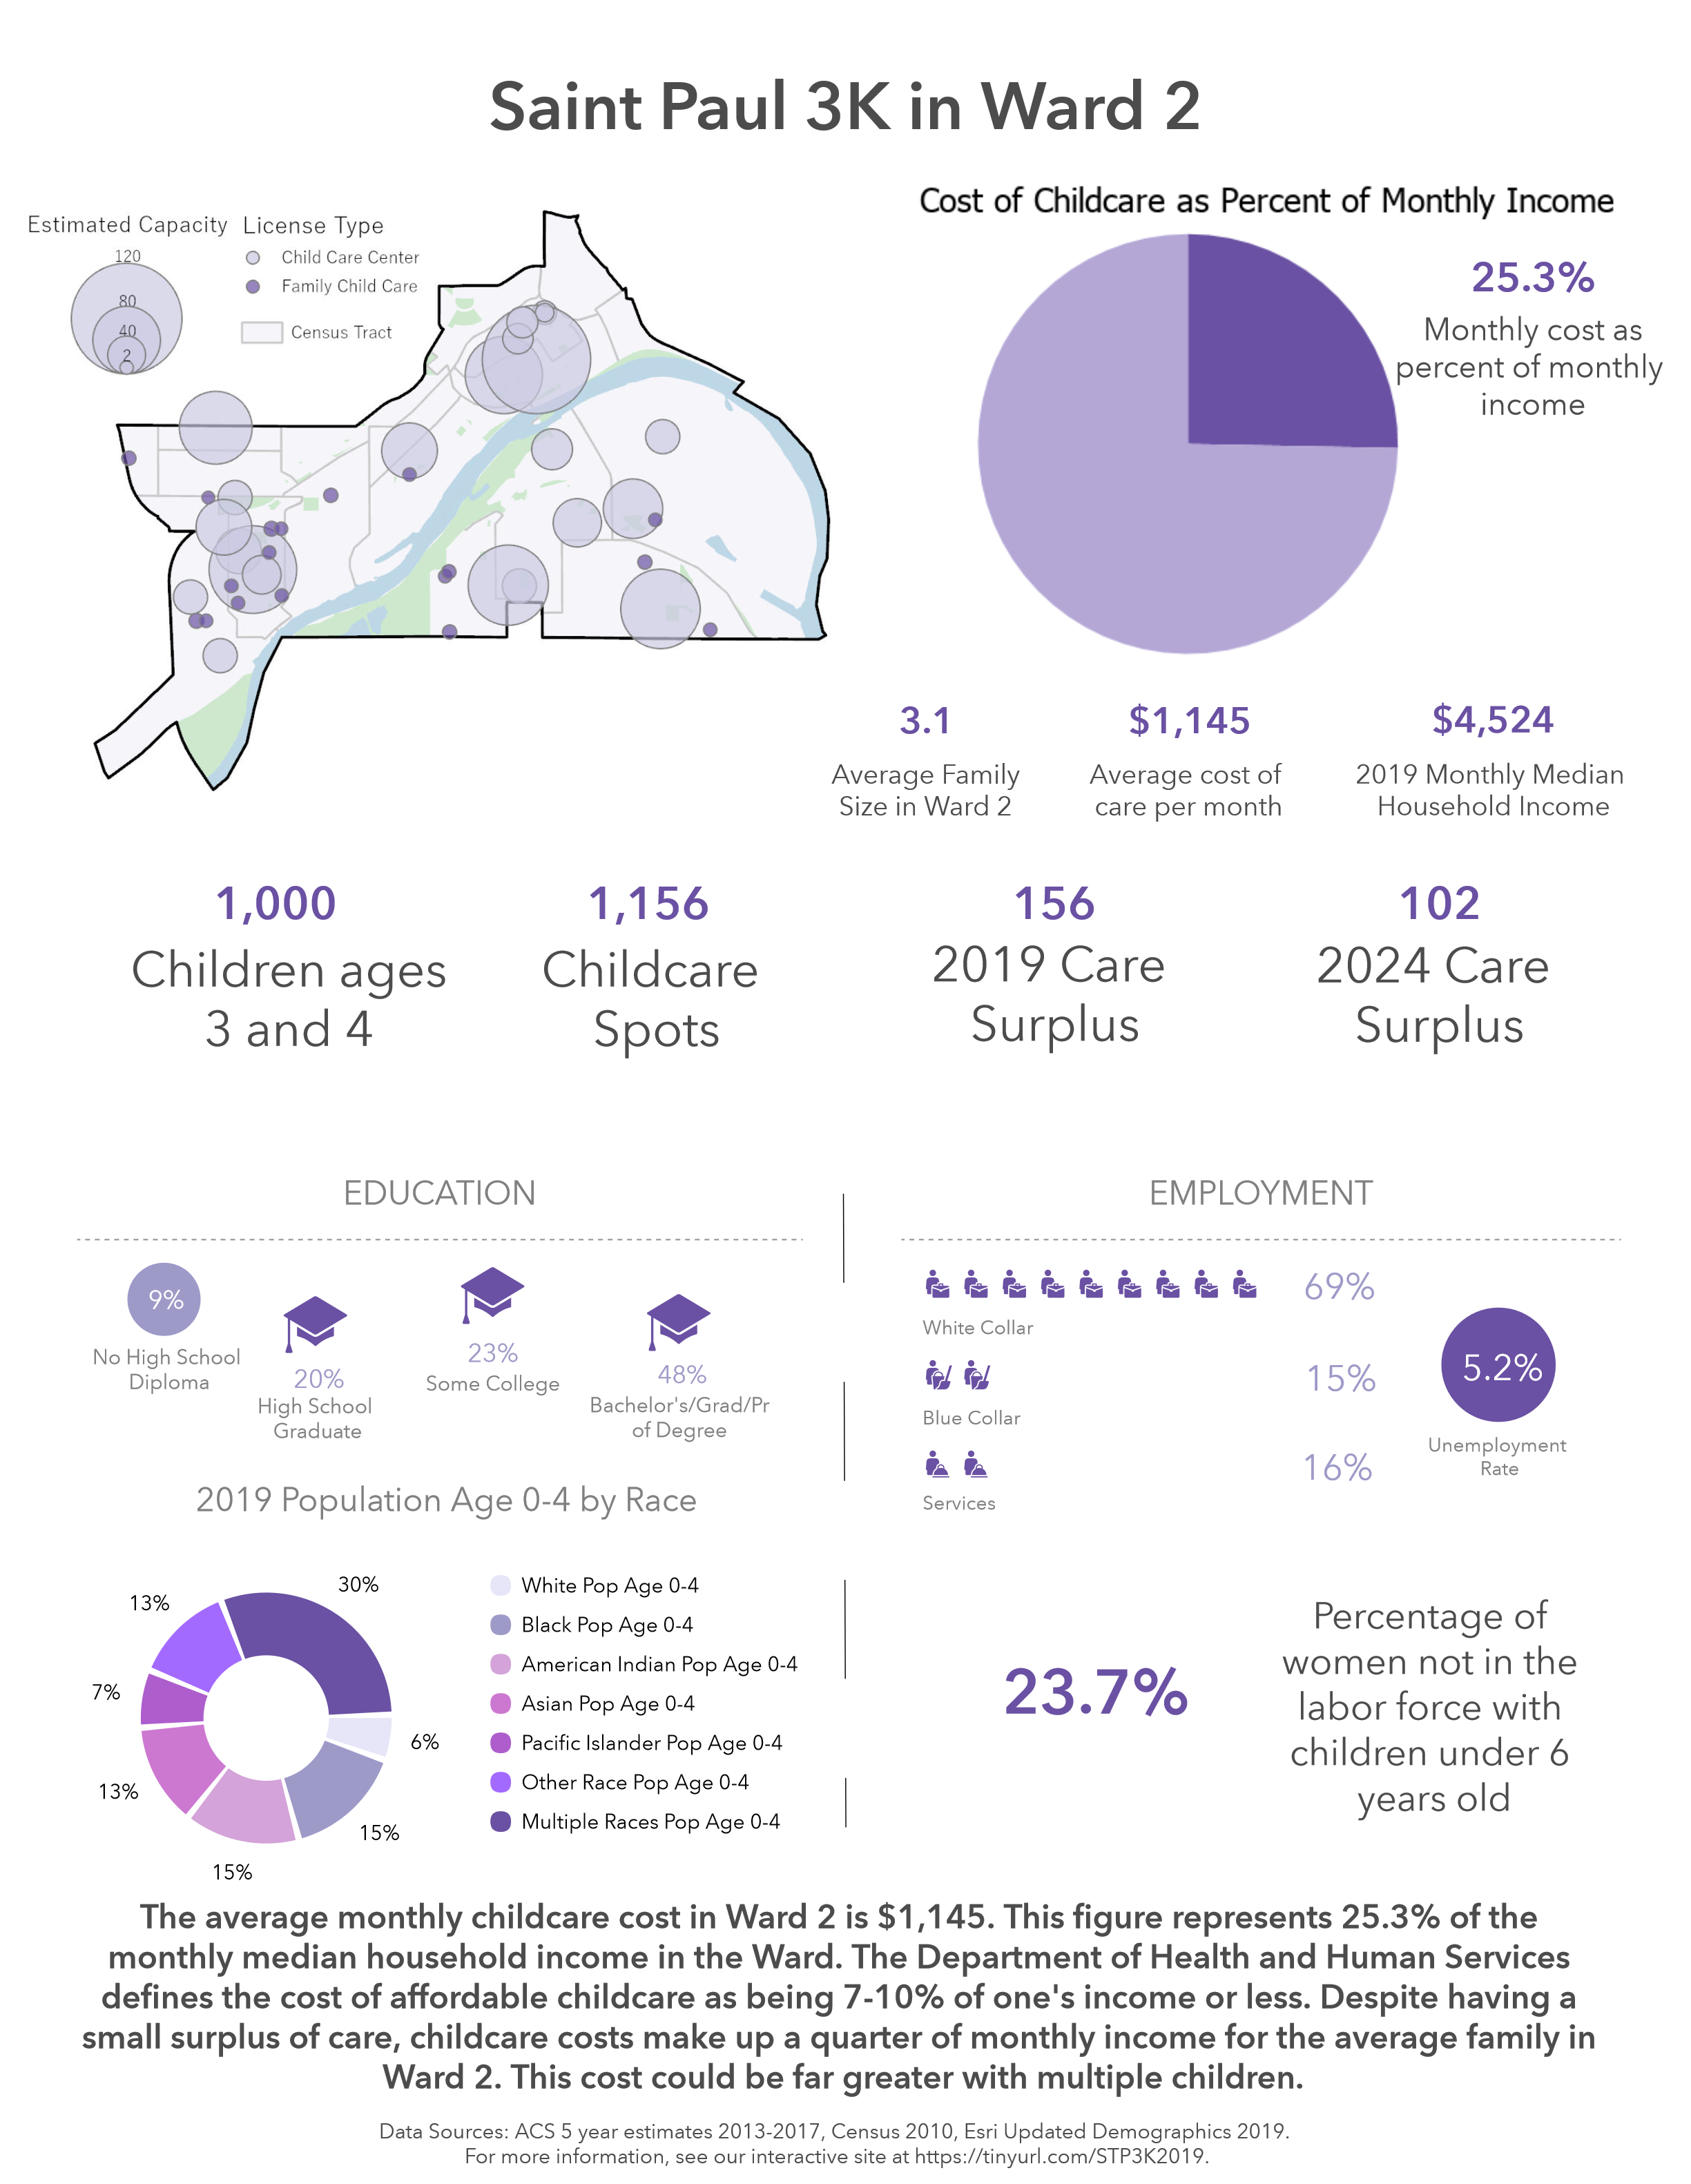 Saint Paul 3K in Ward 2
Estimated Capacity
120
80
40
2
License Type
Child Care Center
Family Child Care
Census Tract
Cost of Childcare as Percent of Monthly Income
25.3%
Monthly cost as
percent of monthly
income
3.1
Average Family
Size in Ward 2
$1,145
Average cost of
care per month
$4,524
2019 Monthly Median
Household Income
1,000
Children ages
3 and 4
1,156
Childcare
Spots
156
2019 Care
Surplus
102
2024 Care
Surplus
EDUCATION
9%
No High School
Diploma
20%
High School
Graduate
23%
Some College
48%
Bachelor's/Grad/Pr
of Degree
EMPLOYMENT
69%
White Collar
15%
Blue Collar
16%
Services
5.2%
Unemployment
Rate
2019 Population Age 0-4 by Race
30%
13%
7%
6%
13%
15%
15%
White Pop Age 0-4
Black Pop Age 0-4
American Indian Pop Age 0-4
Asian Pop Age 0-4
Pacific Islander Pop Age 0-4
Other Race Pop Age 0-4
Multiple Races Pop Age 0-4
23.7%
Percentage of
women not in the
labor force with
children under 6
years old
The average monthly childcare cost in Ward 2 is $1,145. This figure represents 25.3% of the
monthly median household income in the Ward. The Department of Health and Human Services
defines the cost of affordable childcare as being 7-10% of one's income or less. Despite having a
small surplus of care, childcare costs make up a quarter of monthly income for the average family in
Ward 2. This cost could be far greater with multiple children.
Data Sources: ACS 5 year estimates 2013-2017, Census 2010, Esri Updated Demographics 2019.
For more information, see our interactive site at https://tinyurl.com/STP3K2019.